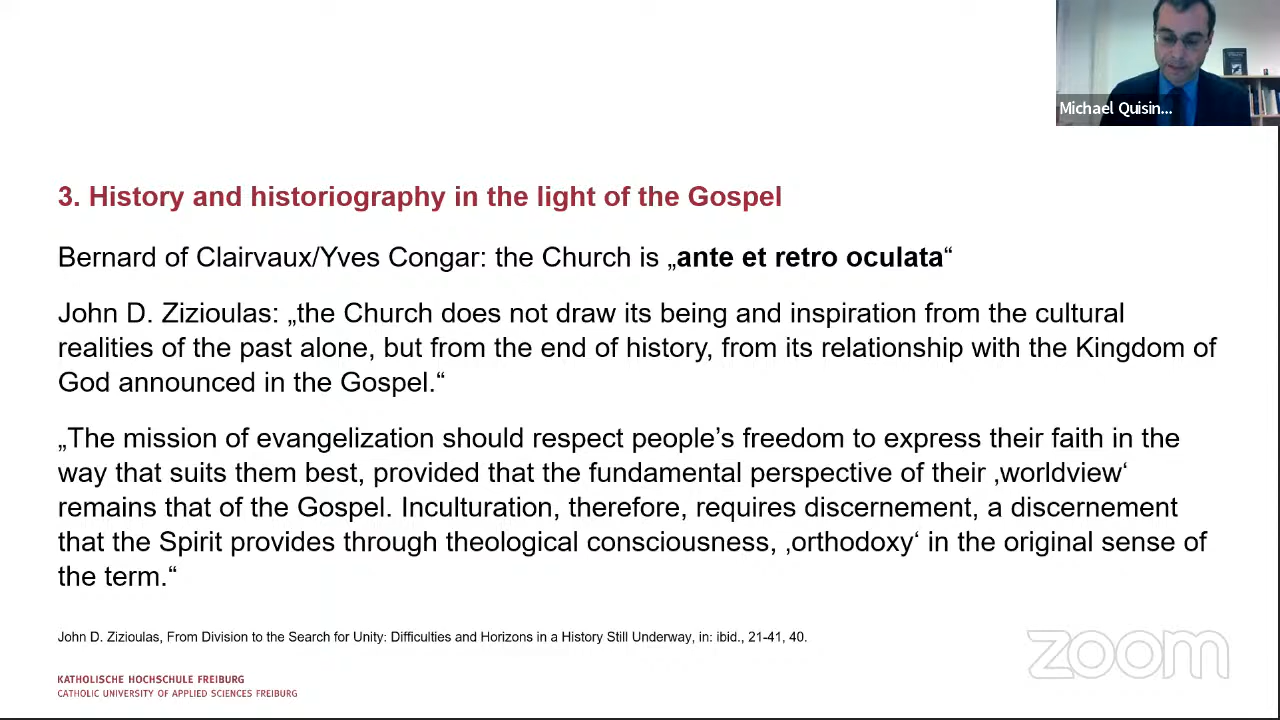 Michael Quisin...
3. History and historiography in the light of the Gospel
Bernard of Clairvaux/Yves Congar: the Church is „ante et retro oculata“
John D. Zizioulas: „the Church does not draw its being and inspiration from the cultural
realities of the past alone, but from the end of history, from its relationship with the Kingdom of
God announced in the Gospel.“
„The mission of evangelization should respect people’s freedom to express their faith in the
way that suits them best, provided that the fundamental perspective of their ‚worldview‘
remains that of the Gospel. Inculturation, therefore, requires discernement, a discernement
that the Spirit provides through theological consciousness, ‚orthodoxy‘ in the original sense of
the term.“
John D. Zizioulas, From Division to the Search for Unity: Difficulties and Horizons in a History Still Underway, in: ibid., 21-41, 40.
zoom
KATHOLISCHE HOCHSCHULE FREIBURG
CATHOLIC UNIVERSITY OF APPLIED SCIENCES FREIBURG